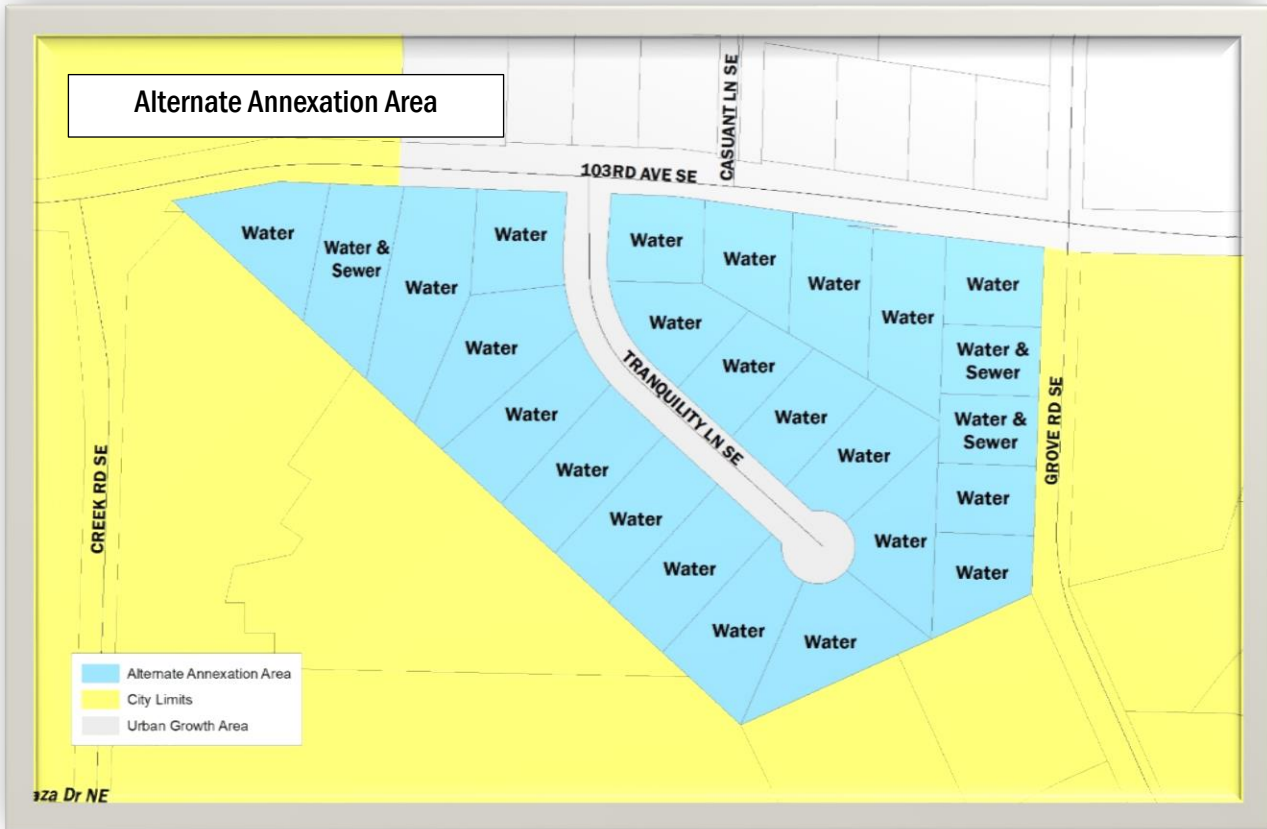 Alternate Annexation Area
CASUANT LN SE
103RD AVE SE
Water
Water &
Sewer
Water
Water
Water
Water
Water
Water
Water
Water
Water &
Sewer
Water &
Sewer
Water
Water
Water
Water
Water
Water
Water
Water
Water
Water
Water
Water
Water
Water
TRANQUILITY LN SE
GROVE RD SE
CREEK RD SE
Alternate Annexation Area
City Limits
Urban Growth Area
aza Dr NE